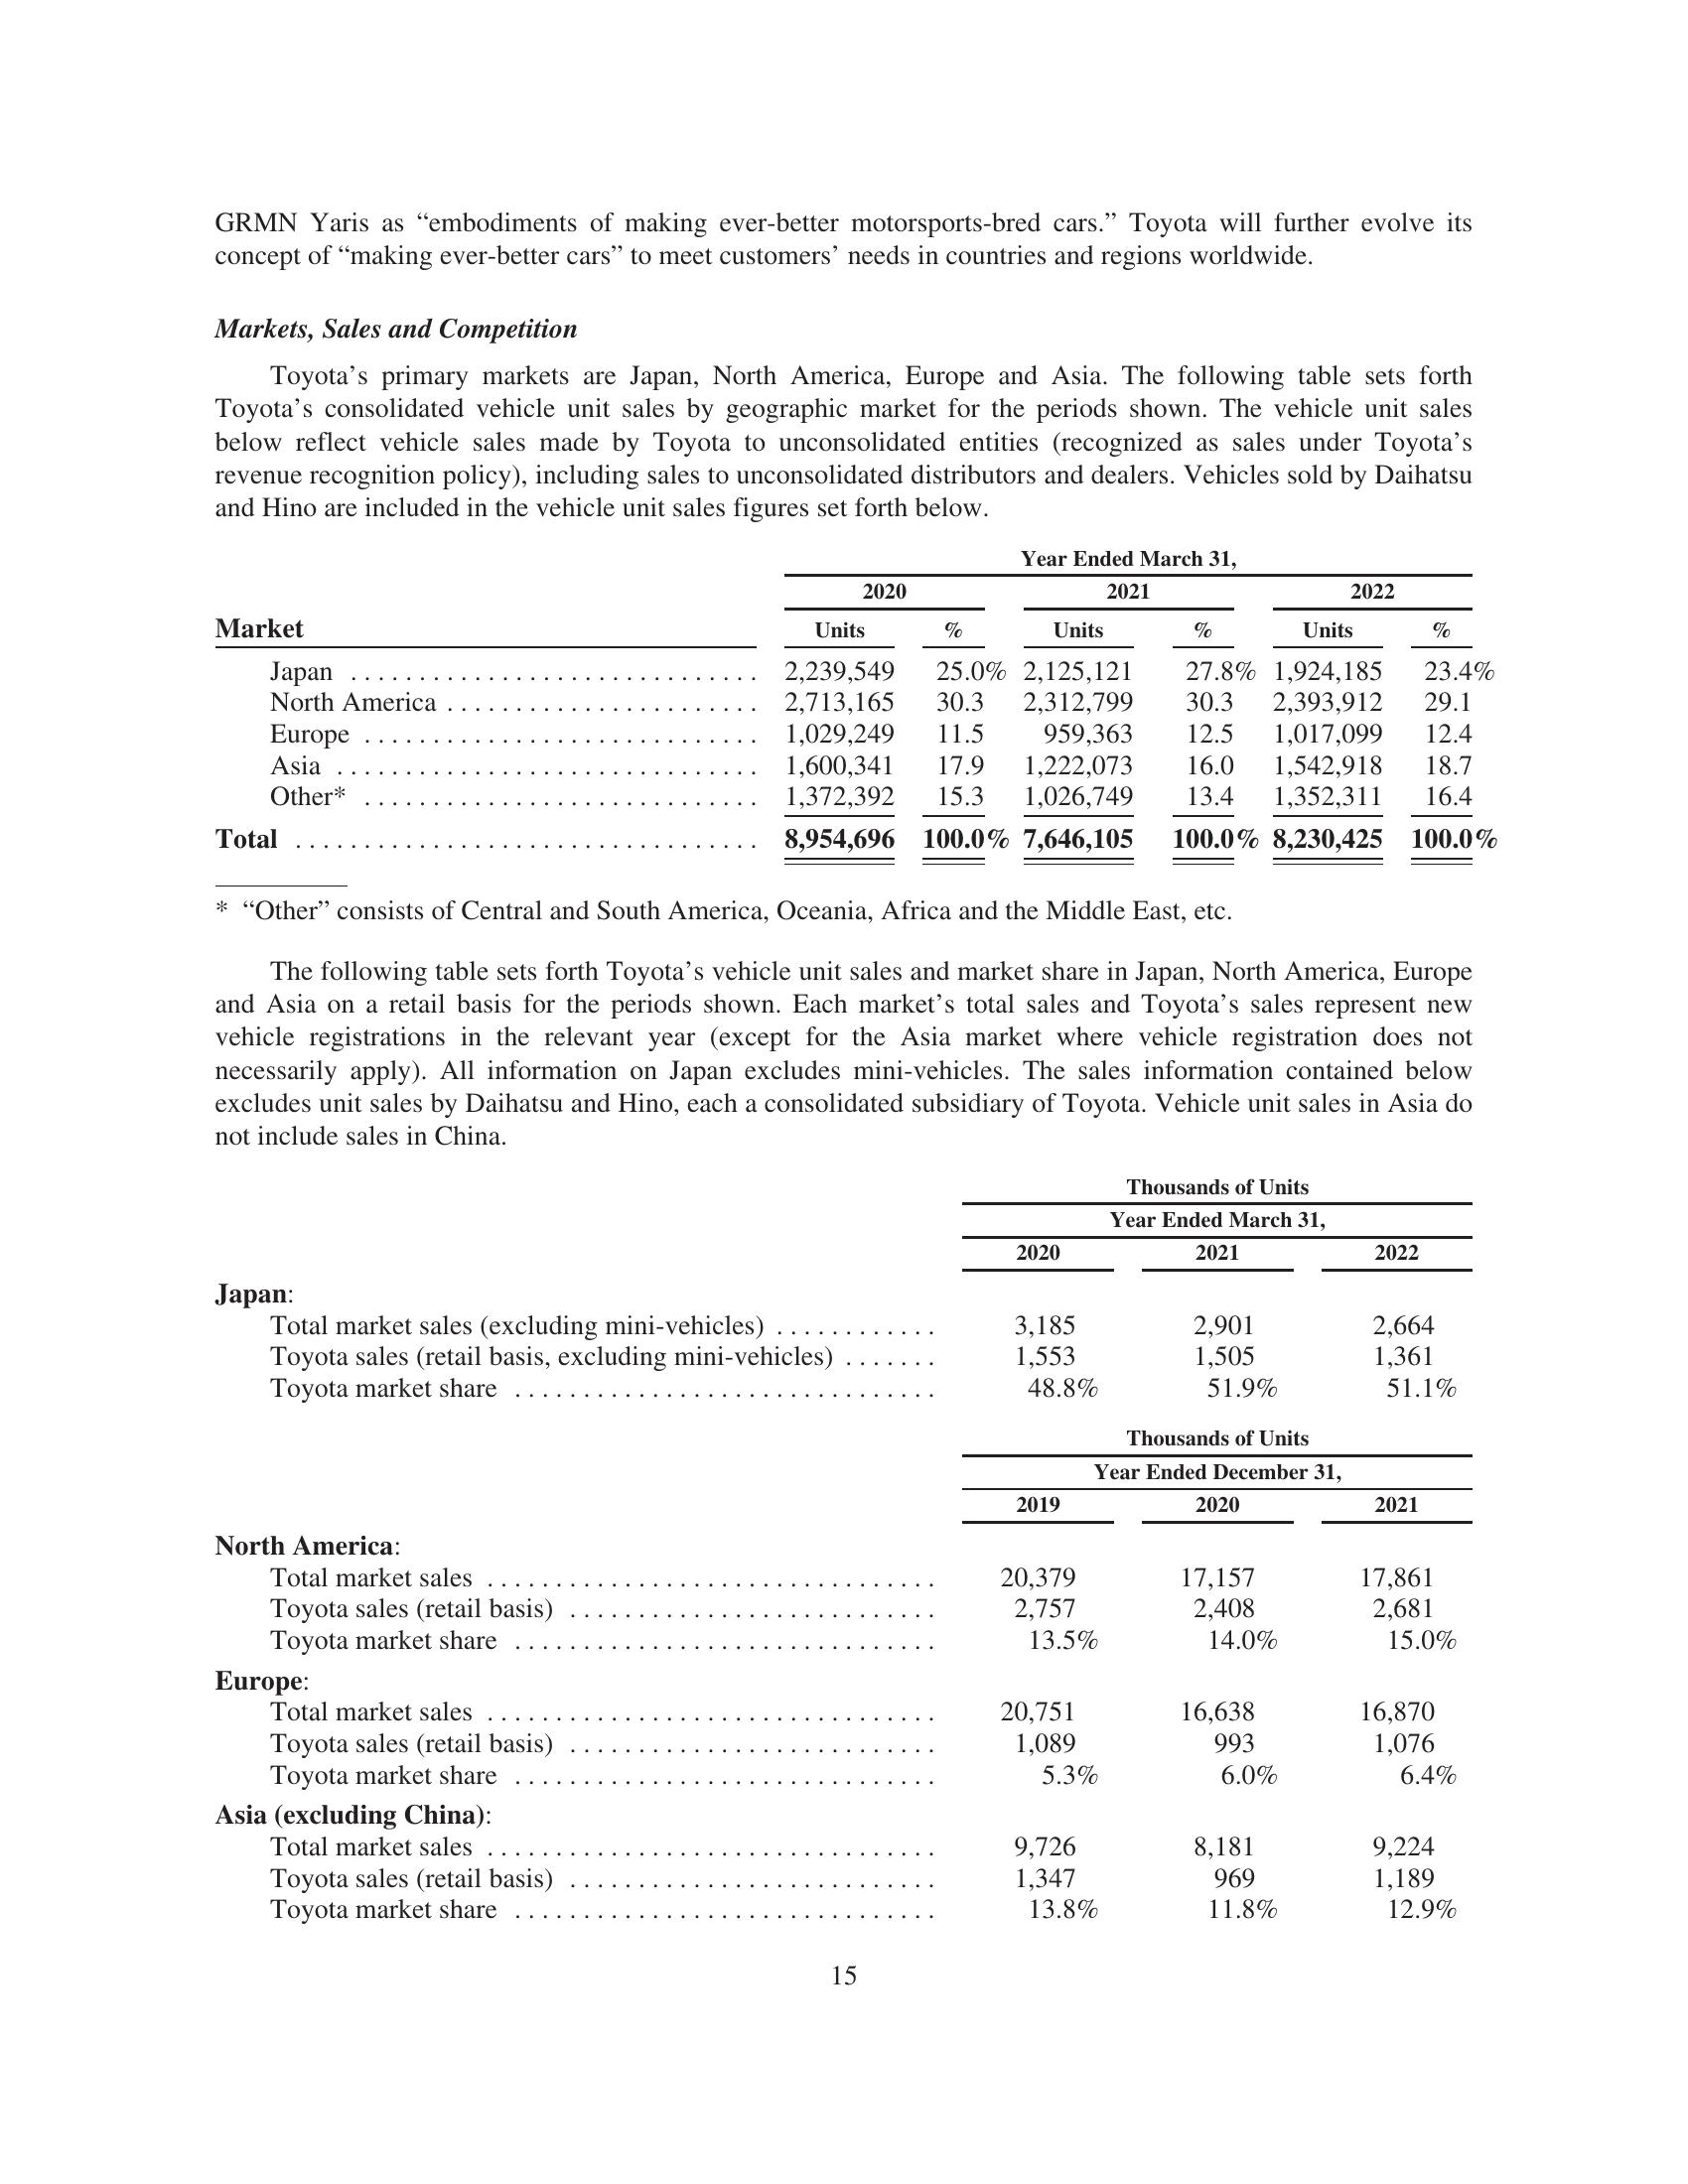 GRMN Yaris as “embodiments of making ever-better motorsports-bred cars.” Toyota will further evolve its
concept of “making ever-better cars” to meet customers’ needs in countries and regions worldwide.
Markets, Sales and Competition
Toyota’s primary markets are Japan, North America, Europe and Asia. The following table sets forth
Toyota’s consolidated vehicle unit sales by geographic market for the periods shown. The vehicle unit sales
below reflect vehicle sales made by Toyota to unconsolidated entities (recognized as sales under Toyota’s
revenue recognition policy), including sales to unconsolidated distributors and dealers. Vehicles sold by Daihatsu
and Hino are included in the vehicle unit sales figures set forth below.
Year Ended March 31,
2020 2021 2022
Market Units % Units % Units %
Japan .............................. 2,239,549 25.0% 2,125,121 27.8% 1,924,185 23.4%
North America ....................... 2,713,165 30.3 2,312,799 30.3 2,393,912 29.1
Europe ............................. 1,029,249 11.5 959,363 12.5 1,017,099 12.4
Asia ............................... 1,600,341 17.9 1,222,073 16.0 1,542,918 18.7
Other* ............................. 1,372,392 15.3 1,026,749 13.4 1,352,311 16.4
Total .................................. 8,954,696 100.0% 7,646,105 100.0% 8,230,425 100.0%
* “Other” consists of Central and South America, Oceania, Africa and the Middle East, etc.
The following table sets forth Toyota’s vehicle unit sales and market share in Japan, North America, Europe
and Asia on a retail basis for the periods shown. Each market’s total sales and Toyota’s sales represent new
vehicle registrations in the relevant year (except for the Asia market where vehicle registration does not
necessarily apply). All information on Japan excludes mini-vehicles. The sales information contained below
excludes unit sales by Daihatsu and Hino, each a consolidated subsidiary of Toyota. Vehicle unit sales in Asia do
not include sales in China.
Thousands of Units
Year Ended March 31,
2020 2021 2022
Japan:
Total market sales (excluding mini-vehicles) ............ 3,185 2,901 2,664
Toyota sales (retail basis, excluding mini-vehicles) ....... 1,553 1,505 1,361
Toyota market share ............................... 48.8% 51.9% 51.1%
Thousands of Units
Year Ended December 31,
2019 2020 2021
North America:
Total market sales ................................. 20,379 17,157 17,861
Toyota sales (retail basis) ........................... 2,757 2,408 2,681
Toyota market share ............................... 13.5% 14.0% 15.0%
Europe:
Total market sales ................................. 20,751 16,638 16,870
Toyota sales (retail basis) ........................... 1,089 993 1,076
Toyota market share ............................... 5.3% 6.0% 6.4%
Asia (excluding China):
Total market sales ................................. 9,726 8,181 9,224
Toyota sales (retail basis) ........................... 1,347 969 1,189
Toyota market share ............................... 13.8% 11.8% 12.9%
15